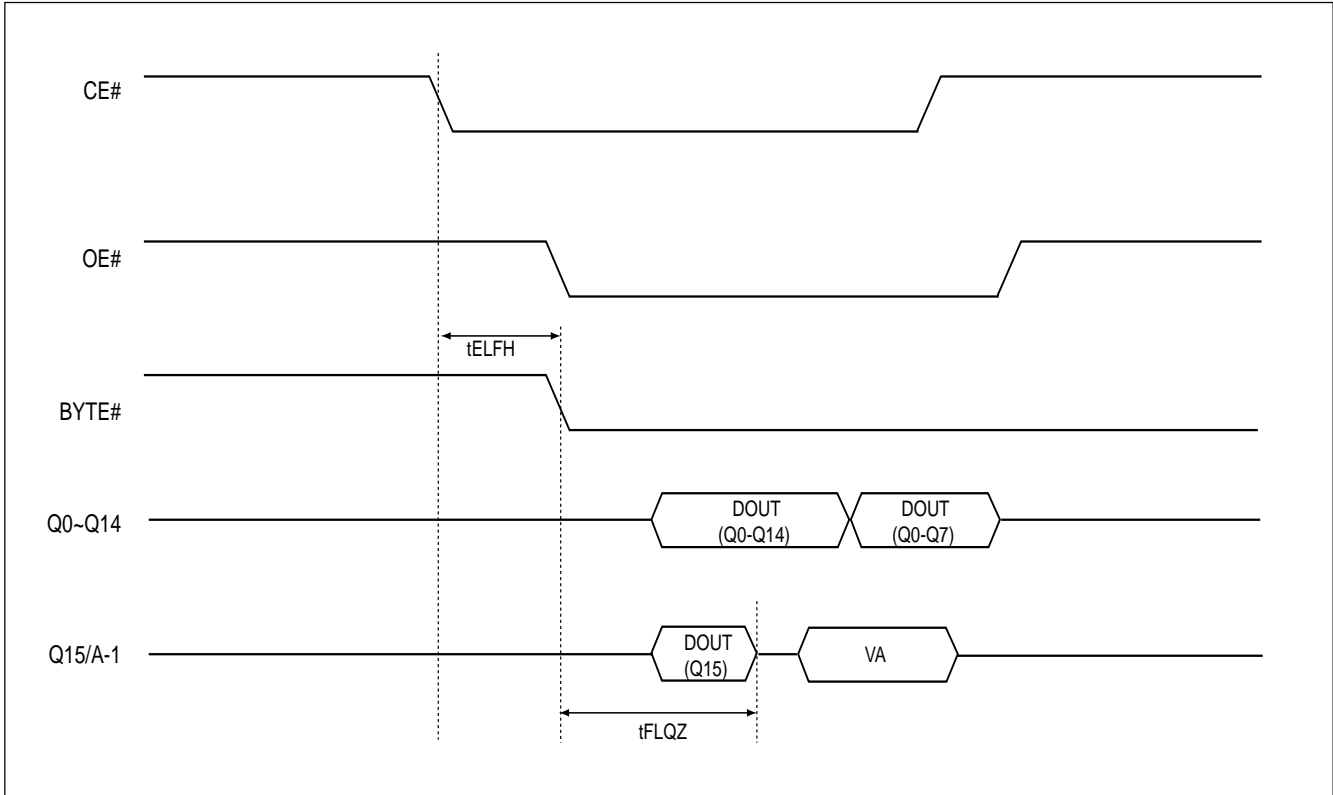 CE#
OE#
tELFH
BYTE#
Q0~Q14
DOUT
(Q0-Q14)
DOUT
(Q0-Q7)
Q15/A-1
DOUT
(Q15)
VA
tFLQZ